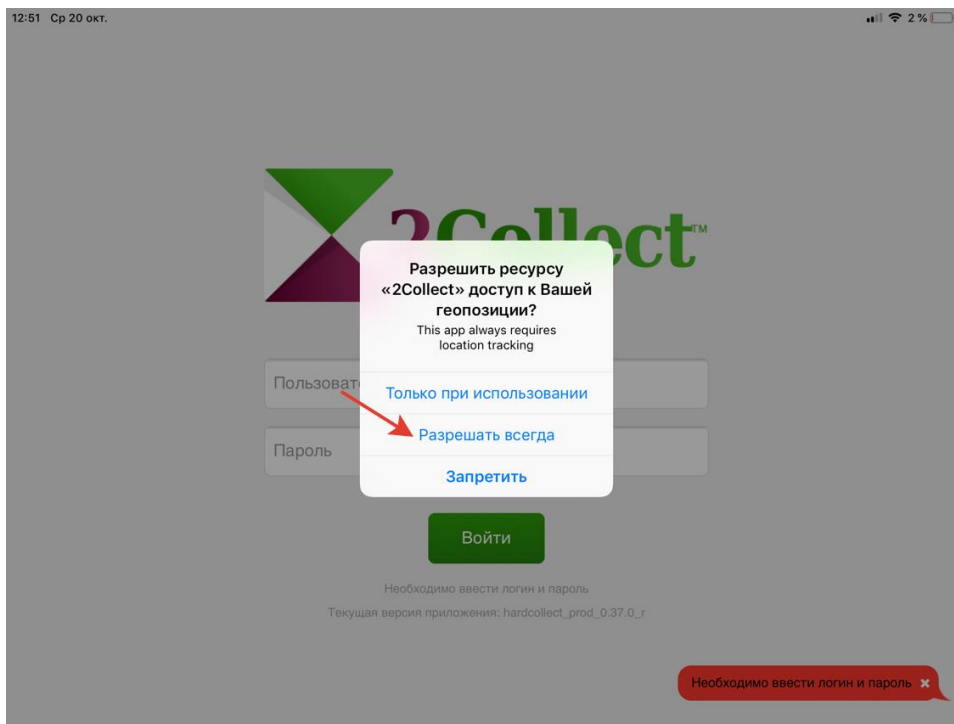 12:51 Ср 20 окт.
2 %
2Collect™
Разрешить ресурсу
«2Collect» доступ к Вашей
геопозиции?
This app always requires
location tracking
Пользоват
Только при использовании
Разрешать всегда
Пароль
Запретить
Войти
Необходимо ввести логин и пароль
Текущая версия приложения: hardcollect_prod_0.37.0_r
Необходимо ввести логин и пароль ×